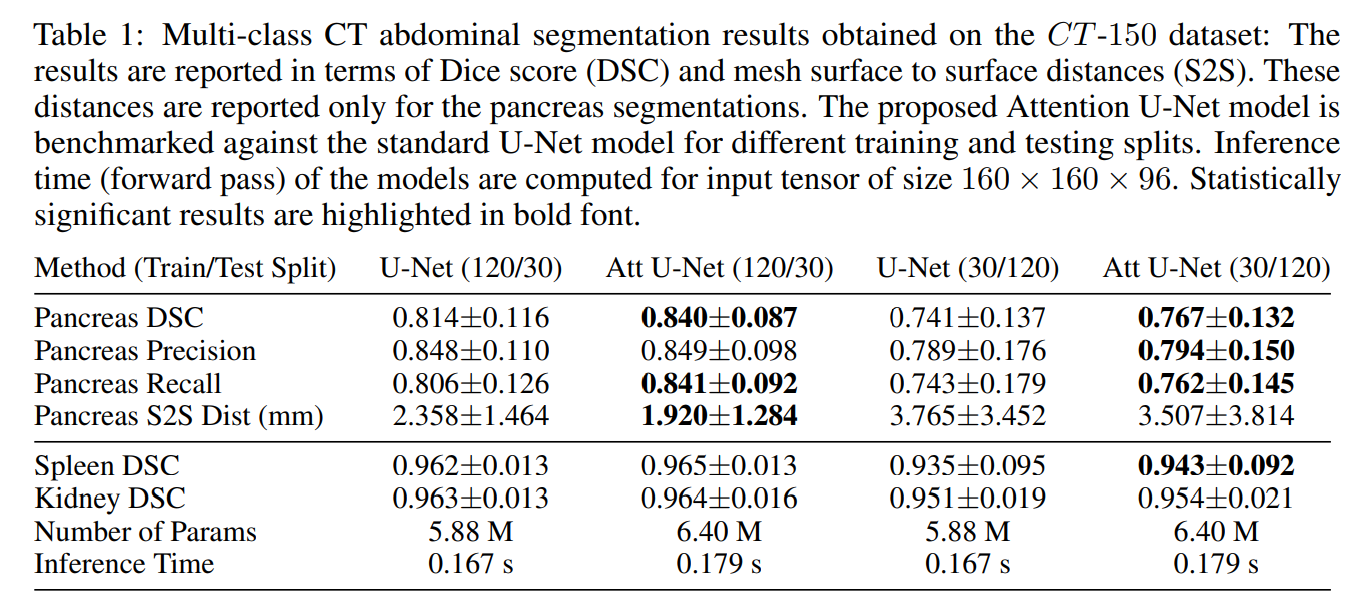 Table 1: Multi-class CT abdominal segmentation results obtained on the CT-150 dataset: The
results are reported in terms of Dice score (DSC) and mesh surface to surface distances (S2S). These
distances are reported only for the pancreas segmentations. The proposed Attention U-Net model is
benchmarked against the standard U-Net model for different training and testing splits. Inference
time (forward pass) of the models are computed for input tensor of size 160 × 160 × 96. Statistically
significant results are highlighted in bold font.
Method (Train/Test Split) U-Net (120/30) Att U-Net (120/30) U-Net (30/120) Att U-Net (30/120)
Pancreas DSC 0.814±0.116 0.840±0.087 0.741±0.137 0.767±0.132
Pancreas Precision 0.848±0.110 0.849±0.098 0.789±0.176 0.794±0.150
Pancreas Recall 0.806±0.126 0.841±0.092 0.743±0.179 0.762±0.145
Pancreas S2S Dist (mm) 2.358±1.464 1.920±1.284 3.765±3.452 3.507±3.814
Spleen DSC 0.962±0.013 0.965±0.013 0.935±0.095 0.943±0.092
Kidney DSC 0.963±0.013 0.964±0.016 0.951±0.019 0.954±0.021
Number of Params 5.88 M 6.40 M 5.88 M 6.40 M
Inference Time 0.167 s 0.179 s 0.167 s 0.179 s